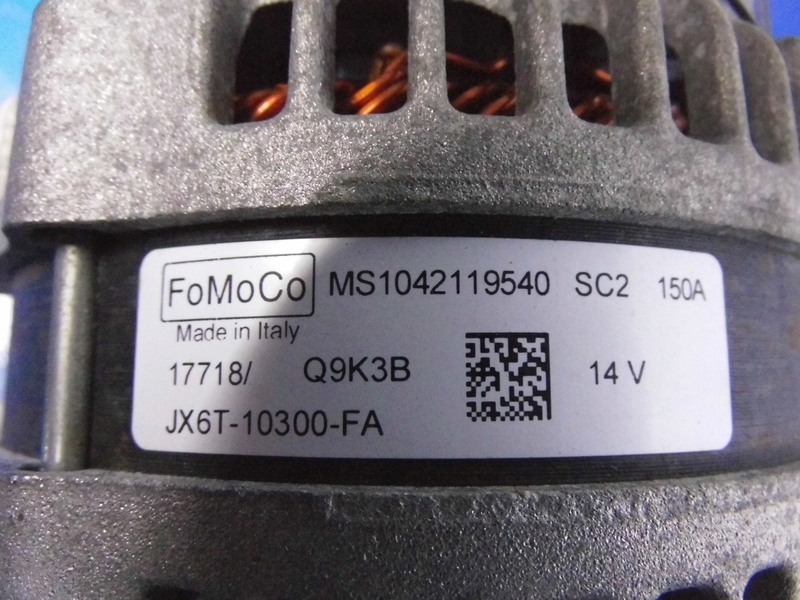 FoMoCo MS1042119540 SC2 150A
Made in Italy
17718/ Q9K3B 14 V
JX6T-10300-FA